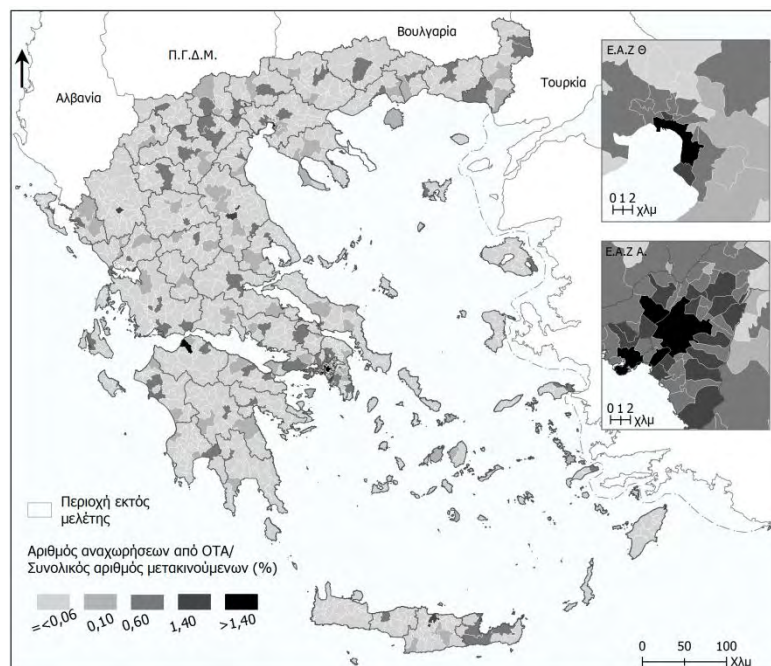 Βουλγαρία
Π.Γ.Δ.Μ.
Αλβανία
Τουρκία
Ε.Α.Ζ Θ
0 1 2
χλμ
Ε.Α.Ζ Α.
0 1 2
χλμ
Περιοχή εκτός
μελέτης
Αριθμός αναχωρήσεων από ΟΤΑ/
Συνολικός αριθμός μετακινούμενων (%)
=<0,06 0,10 0,60 1,40 >1,40
0 50 100
Χλμ